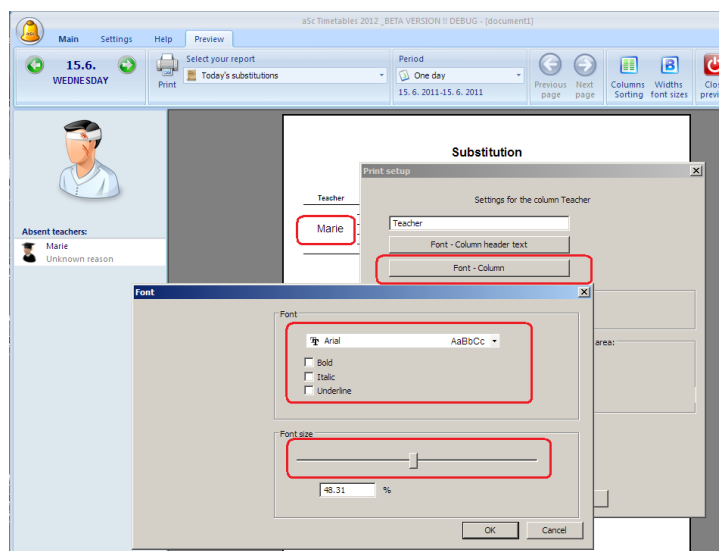 aSc Timetables 2012 _BETA VERSION !! DEBUG - [document1]
Main Settings Help Preview
15.6.
WEDNESDAY
Print
Select your report
Today's substitutions
Period
One day
15. 6. 2011-15. 6. 2011
Previous page
Next page
Columns Sorting
Widths font sizes
Substitution
Print setup
Teacher
Settings for the column Teacher
Marie
Teacher
Font - Column header text
Font - Column
Absent teachers:
Marie
Unknown reason
Font
Font
Arial AaBbCc
area:
Bold
Italic
Underline
Font size
48.31 %
OK Cancel